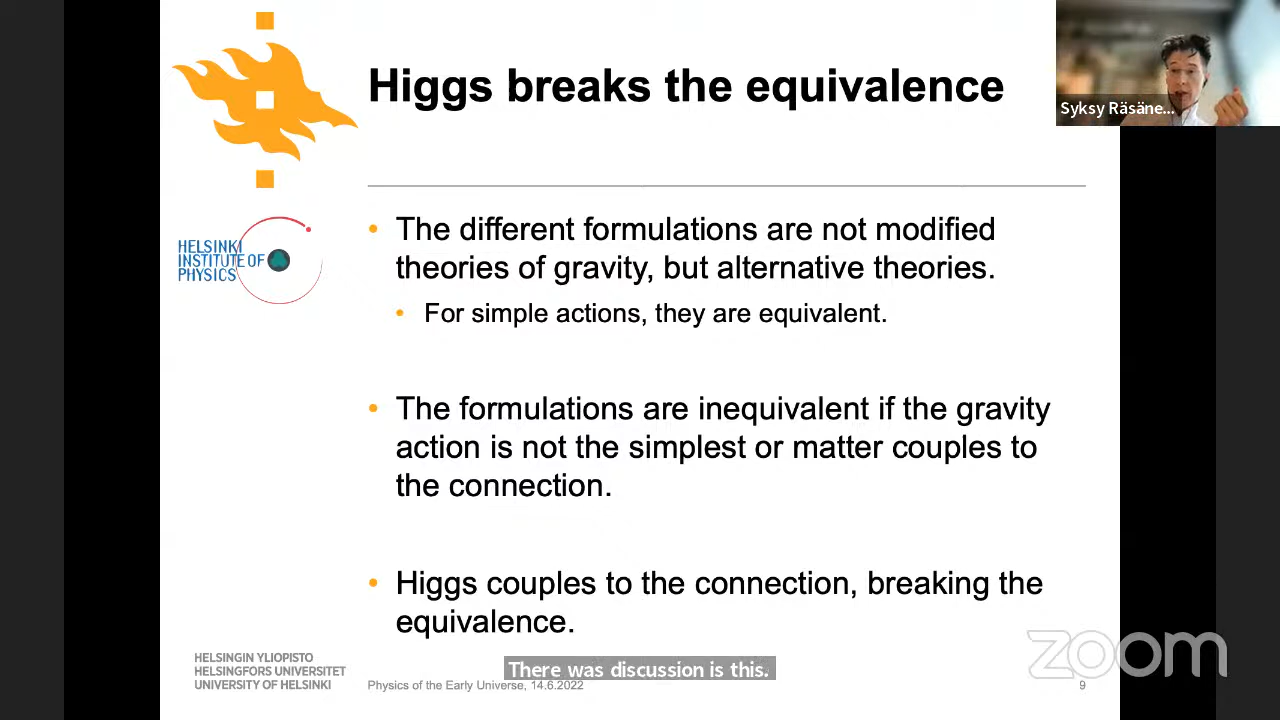 Higgs breaks the equivalence
Syksy Räsäne...
HELSINKI
INSTITUTE OF
PHYSICS
• The different formulations are not modified
theories of gravity, but alternative theories.
• For simple actions, they are equivalent.
• The formulations are inequivalent if the gravity
action is not the simplest or matter couples to
the connection.
• Higgs couples to the connection, breaking the
equivalence.
zoom
HELSINGIN YLIOPISTO
HELSINGFORS UNIVERSITET
UNIVERSITY OF HELSINKI
There was discussion is this.
Physics of the Early Universe, 14.6.2022
9